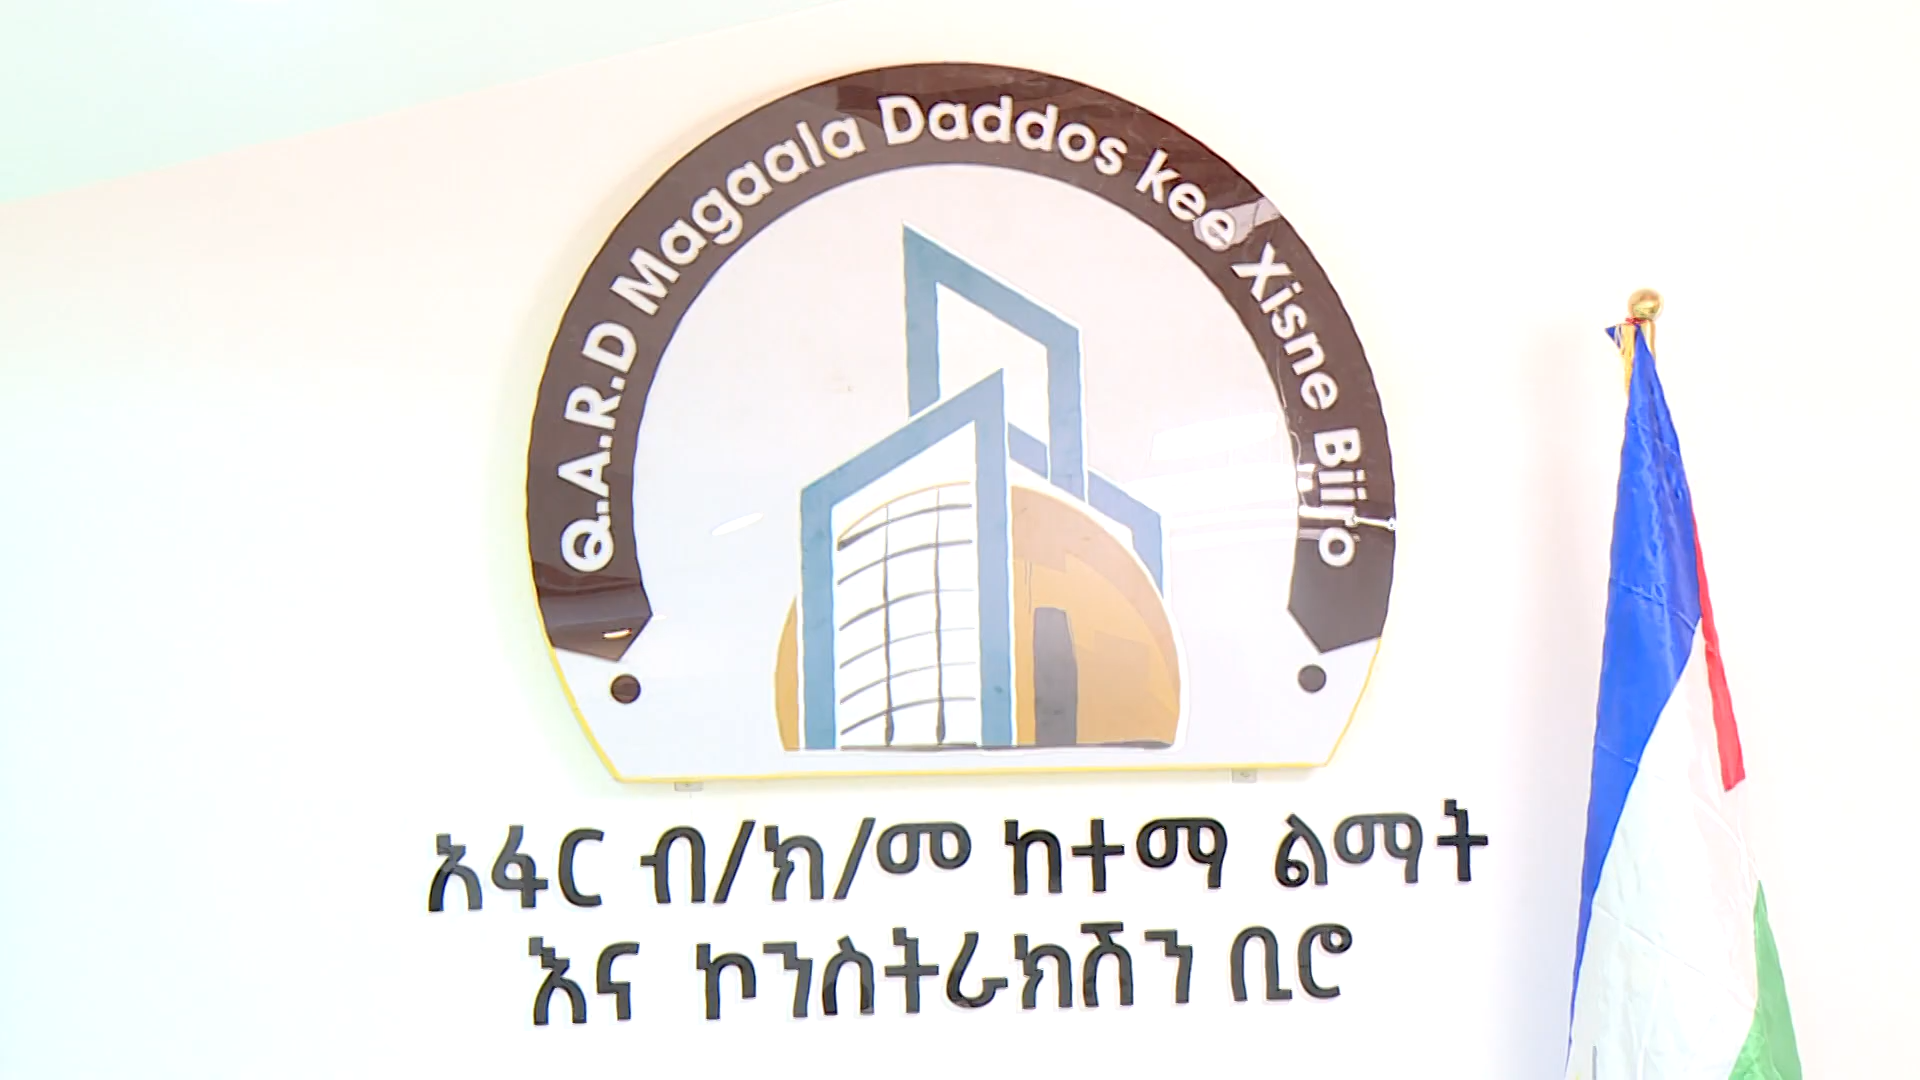 Q.A.R.D Magaala Daddos kee Xisne Biiro
አፋር ብ/ክ/መ ከተማ ልማት
እና ኮንስትራክሽን ቢሮ